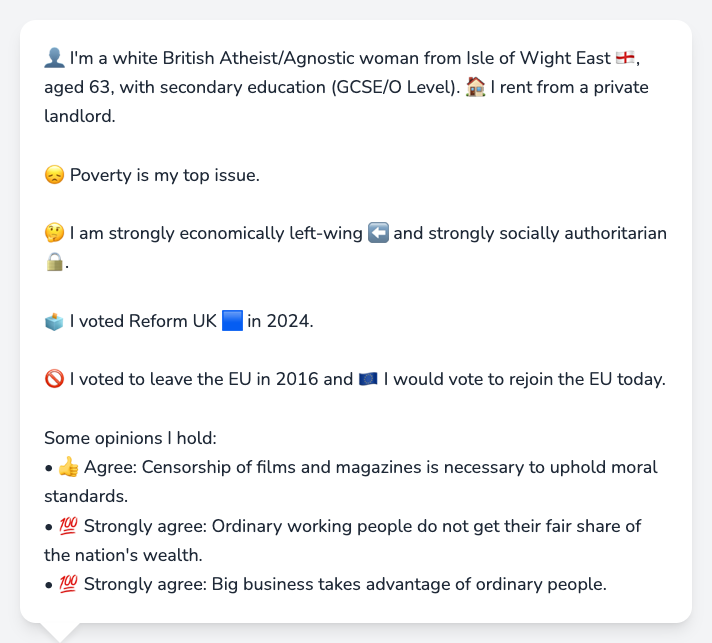 👤 I'm a white British Atheist/Agnostic woman from Isle of Wight East 🏴󠁧󠁢󠁥󠁮󠁧󠁿,
aged 63, with secondary education (GCSE/O Level). 🏠 I rent from a private
landlord.
😞 Poverty is my top issue.
🤔 I am strongly economically left-wing ⬅️ and strongly socially authoritarian
🔒.
🗳️ I voted Reform UK 🟦 in 2024.
🚫 I voted to leave the EU in 2016 and 🇪🇺 I would vote to rejoin the EU today.
Some opinions I hold:
• 👍 Agree: Censorship of films and magazines is necessary to uphold moral
standards.
• 💯 Strongly agree: Ordinary working people do not get their fair share of
the nation's wealth.
• 💯 Strongly agree: Big business takes advantage of ordinary people.